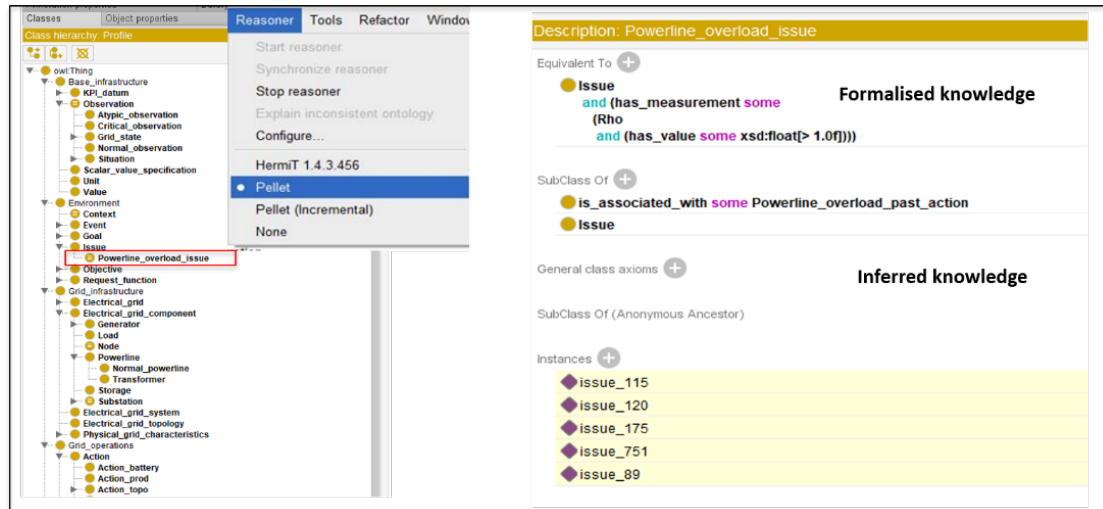 Classes
Object properties
Class hierarchy: Profile
owl:Thing
Base_infrastructure
KPI_datum
Observation
Atypic_observation
Critical_observation
Grid_state
Normal_observation
Situation
Scalar_value_specification
Unit
Value
Environment
Context
Event
Goal
Issue
Powerline_overload_issue
Objective
Request_function
Grid_infrastructure
Electrical_grid
Electrical_grid_component
Generator
Load
Node
Powerline
Normal_powerline
Transformer
Storage
Substation
Electrical_grid_system
Electrical_grid_topology
Physical_grid_characteristics
Grid_operations
Action
Action_battery
Action_prod
Action_topo
Reasoner Tools Refactor Window
Start reasoner
Synchronize reasoner
Stop reasoner
Explain inconsistent ontology
Configure...
HermiT 1.4.3.456
Pellet
Pellet (Incremental)
None
Description: Powerline_overload_issue
Equivalent To
Issue
and (has_measurement some
(Rho
and (has_value some xsd:float[> 1.0f])))
Formalised knowledge
SubClass Of
is_associated_with some Powerline_overload_past_action
Issue
General class axioms
Inferred knowledge
SubClass Of (Anonymous Ancestor)
Instances
issue_115
issue_120
issue_175
issue_751
issue_89